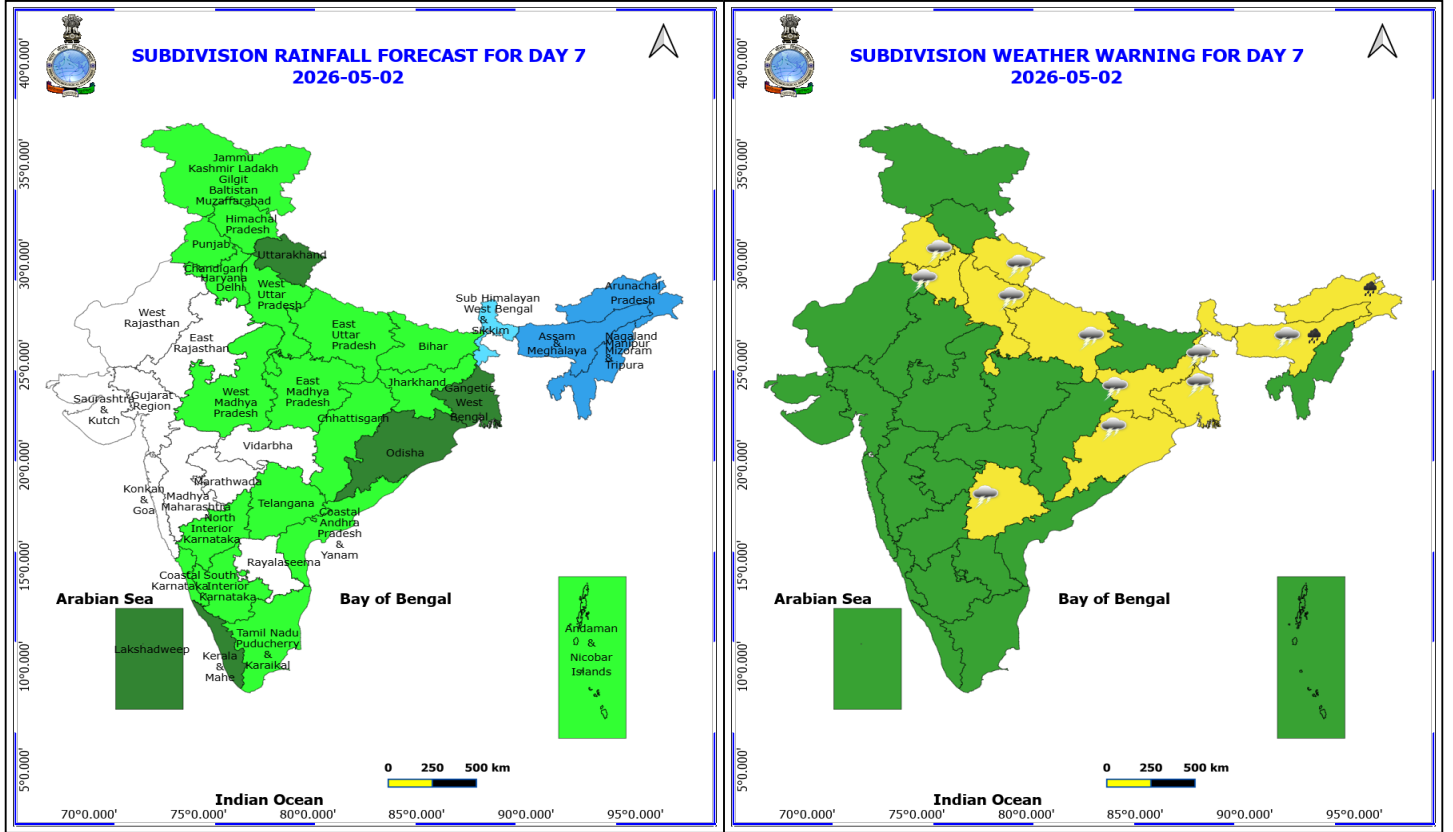 SUBDIVISION RAINFALL FORECAST FOR DAY 7
2026-05-02
40°0.000'
35°0.000'
30°0.000'
25°0.000'
20°0.000'
15°0.000'
10°0.000'
5°0.000'
Jammu
Kashmir Ladakh
Gilgit
Baltistan
Muzaffarabad
Himachal
Pradesh
Punjab
Uttarakhand
Chandigarh
Haryana
Delhi
West
Uttar
Pradesh
West
Rajasthan
East
Rajasthan
East
Uttar
Pradesh
Bihar
Sub Himalayan
West Bengal
&
Sikkim
Arunachal
Pradesh
Assam
&
Meghalaya
Nagaland
Manipur
Mizoram
&
Tripura
Saurashtra
&
Kutch
Gujarat
Region
West
Madhya
Pradesh
East
Madhya
Pradesh
Jharkhand
Gangetic
West
Bengal
Chhattisgarh
Odisha
Vidarbha
Konkan
&
Goa
Madhya
Maharashtra
Marathwada
Telangana
North
Interior
Karnataka
Coastal
Andhra
Pradesh
&
Yanam
Rayalaseema
Coastal
Karnataka
South
Interior
Karnataka
Arabian Sea
Bay of Bengal
Lakshadweep
Kerala
&
Mahe
Tamil Nadu
Puducherry
&
Karaikal
Andaman
&
Nicobar
Islands
0 250 500 km
Indian Ocean
70°0.000' 75°0.000' 80°0.000' 85°0.000' 90°0.000' 95°0.000'
SUBDIVISION WEATHER WARNING FOR DAY 7
2026-05-02
40°0.000'
35°0.000'
30°0.000'
25°0.000'
20°0.000'
15°0.000'
10°0.000'
5°0.000'
Arabian Sea
Bay of Bengal
0 250 500 km
Indian Ocean
70°0.000' 75°0.000' 80°0.000' 85°0.000' 90°0.000' 95°0.000'